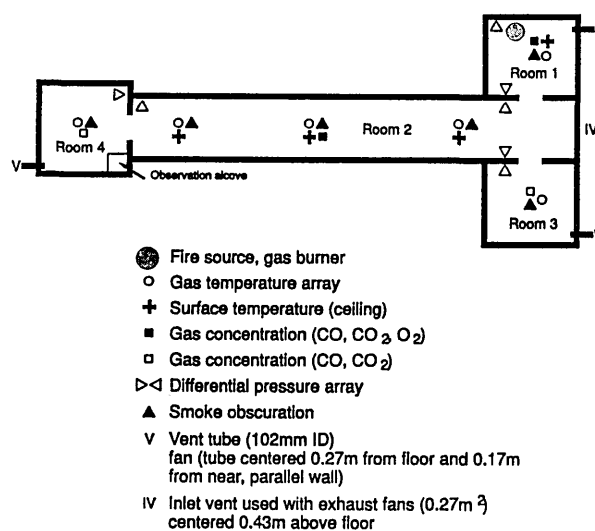 Room 1
Room 2
IV
Room 4
V
Observation alcove
Room 3
Fire source, gas burner
Gas temperature array
Surface temperature (ceiling)
Gas concentration (CO, CO2, O2)
Gas concentration (CO, CO2)
Differential pressure array
Smoke obscuration
V Vent tube (102mm ID)
fan (tube centered 0.27m from floor and 0.17m
from near, parallel wall)
IV Inlet vent used with exhaust fans (0.27m 2)
centered 0.43m above floor